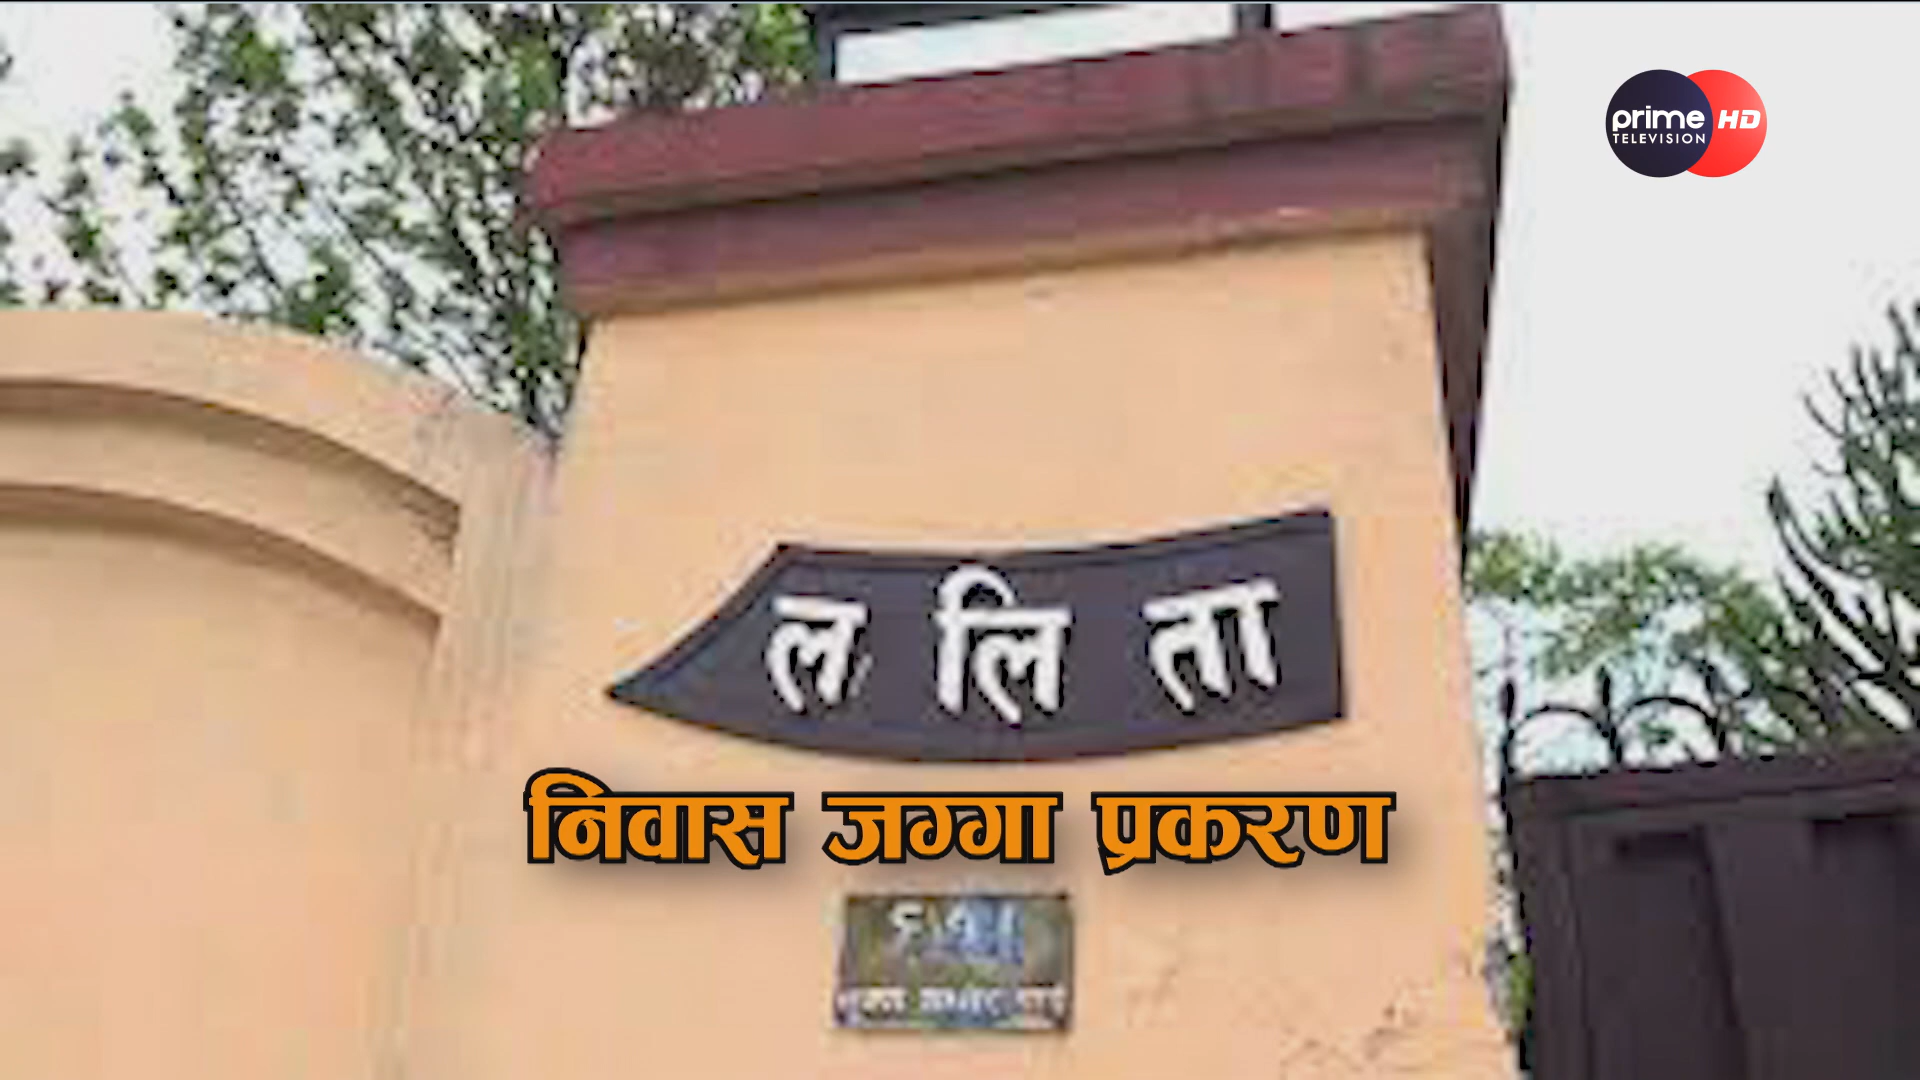 prime HD
TELEVISION
ल लि ता
निवास जग्गा प्रकरण